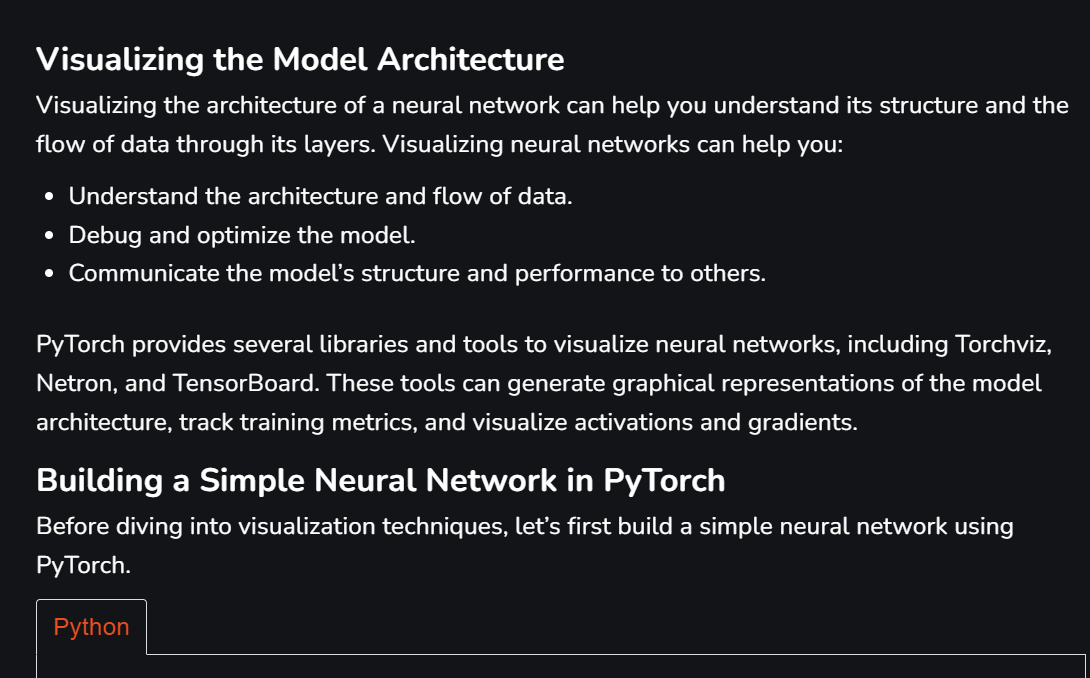 Visualizing the Model Architecture
Visualizing the architecture of a neural network can help you understand its structure and the
flow of data through its layers. Visualizing neural networks can help you:
• Understand the architecture and flow of data.
• Debug and optimize the model.
• Communicate the model’s structure and performance to others.
PyTorch provides several libraries and tools to visualize neural networks, including Torchviz,
Netron, and TensorBoard. These tools can generate graphical representations of the model
architecture, track training metrics, and visualize activations and gradients.
Building a Simple Neural Network in PyTorch
Before diving into visualization techniques, let’s first build a simple neural network using
PyTorch.
Python